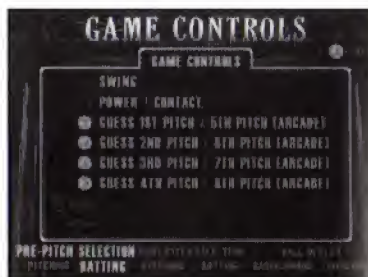 GAME CONTROLS
GAME CONTROLS
SWING
POWER / CONTACT
GUESS 1ST PITCH / 5TH PITCH (ARCADE)
GUESS 2ND PITCH / 6TH PITCH (ARCADE)
GUESS 3RD PITCH / 7TH PITCH (ARCADE)
GUESS 4TH PITCH / 8TH PITCH (ARCADE)
PRE-PITCH SELECTION
PITCHING BATTING